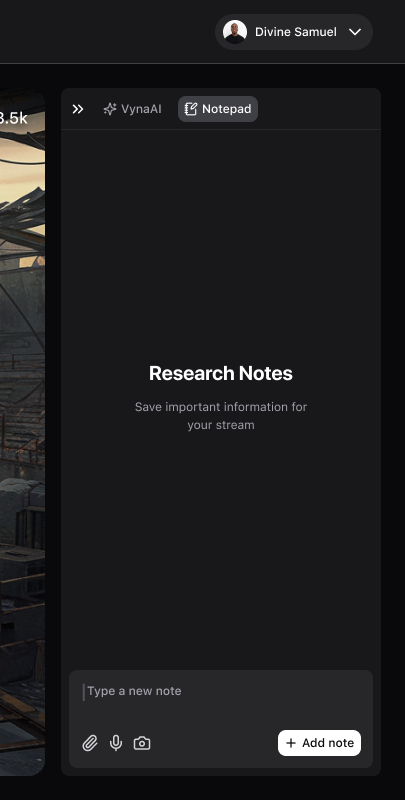 Divine Samuel
3.5k
VynaAI
Notepad
Research Notes
Save important information for
your stream
Type a new note
Add note